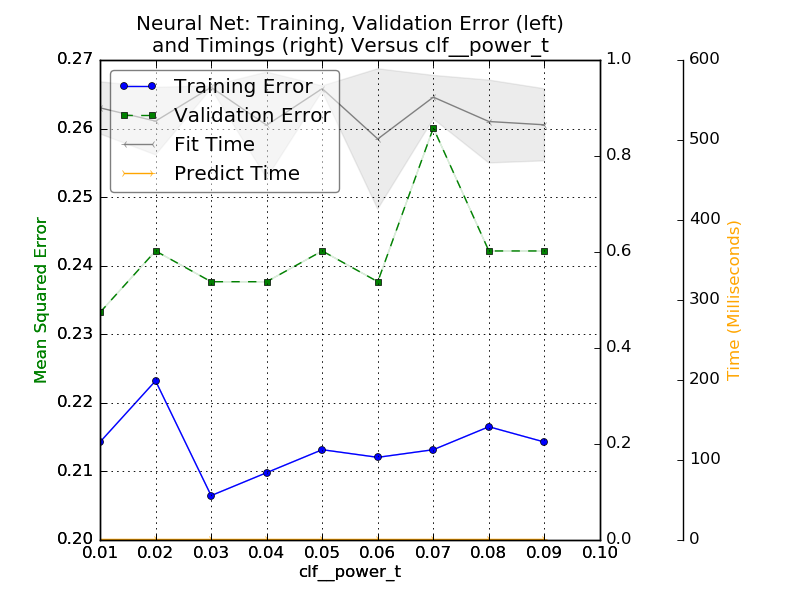 Neural Net: Training, Validation Error (left)
and Timings (right) Versus clf__power_t
Training Error
Validation Error
Fit Time
Predict Time
Mean Squared Error
0.27
0.26
0.25
0.24
0.23
0.22
0.21
0.20
0.01 0.02 0.03 0.04 0.05 0.06 0.07 0.08 0.09 0.10
clf__power_t
1.0
0.8
0.6
0.4
0.2
0.0
600
500
400
300
200
100
0
Time (Milliseconds)